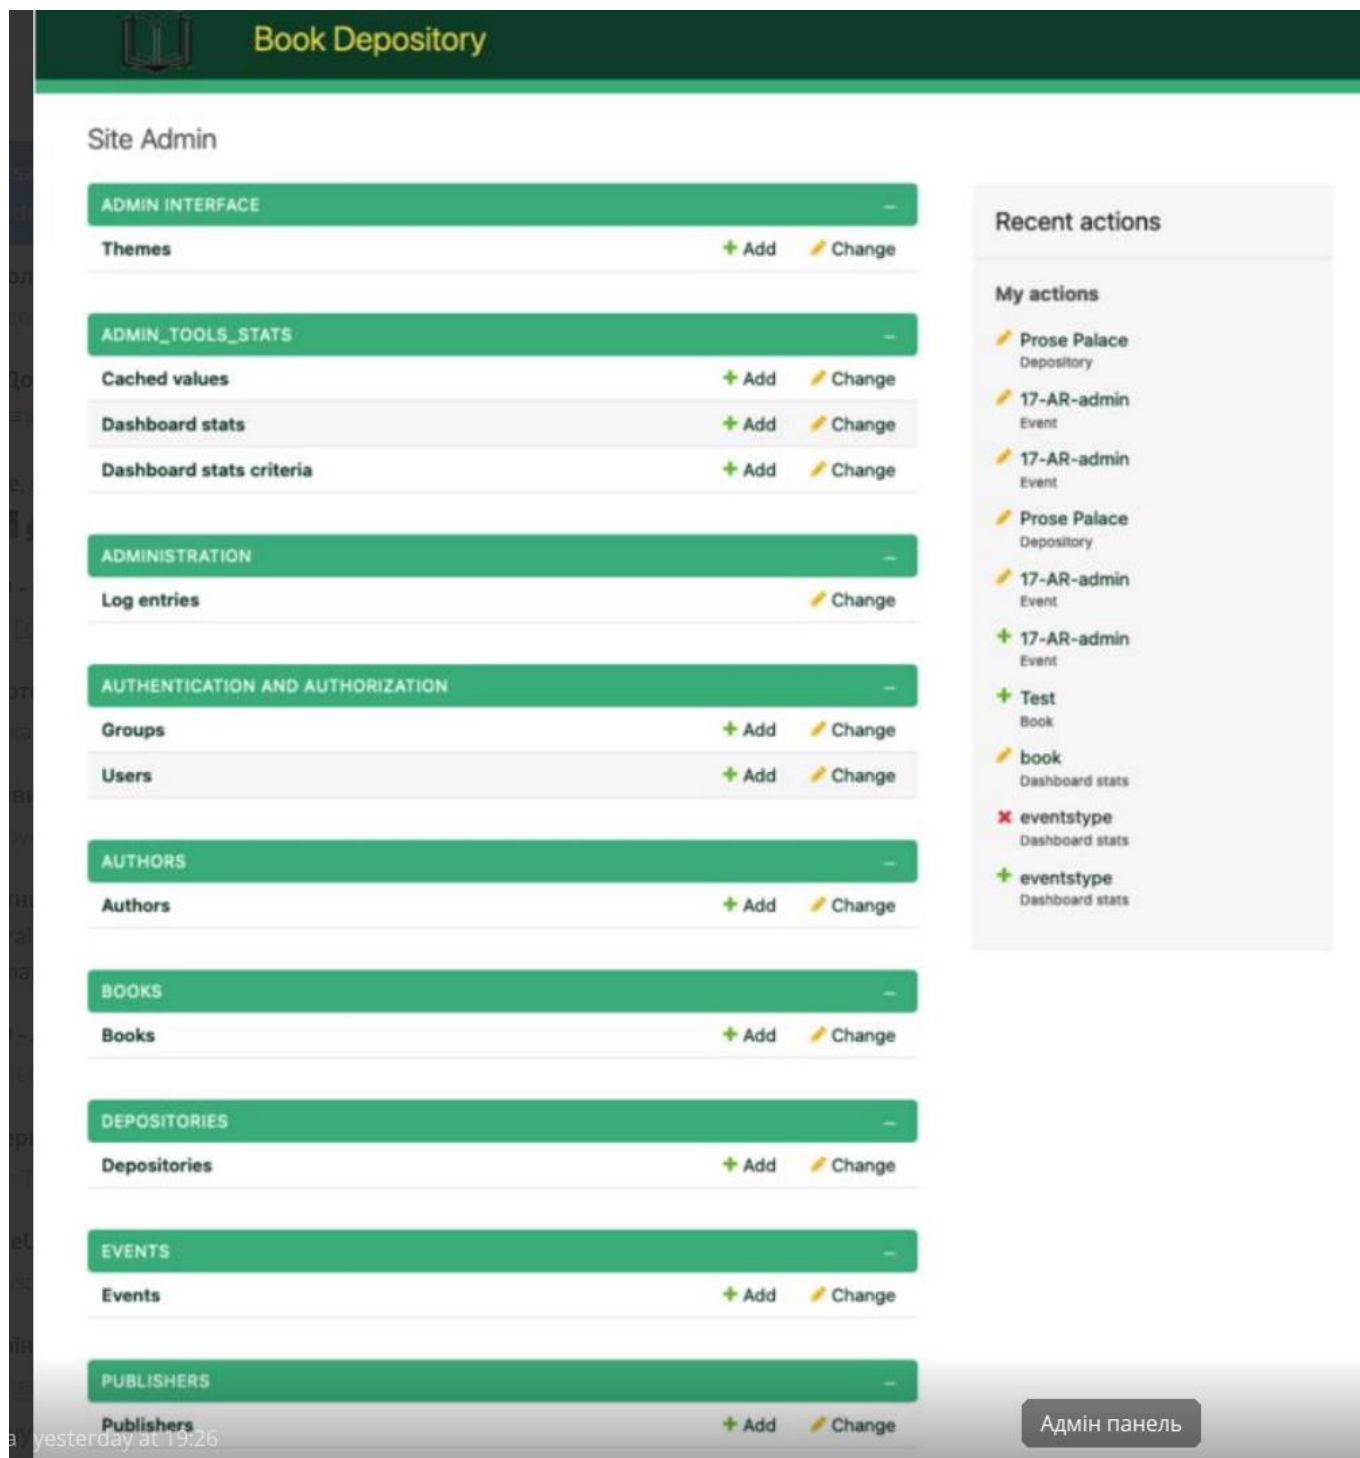 Book Depository
Site Admin
ADMIN INTERFACE
Themes Add Change
ADMIN_TOOLS_STATS
Cached values Add Change
Dashboard stats Add Change
Dashboard stats criteria Add Change
ADMINISTRATION
Log entries Change
AUTHENTICATION AND AUTHORIZATION
Groups Add Change
Users Add Change
AUTHORS
Authors Add Change
BOOKS
Books Add Change
DEPOSITORIES
Depositories Add Change
EVENTS
Events Add Change
PUBLISHERS
Publishers Add Change
yesterday at 19:26
Recent actions
My actions
Prose Palace
Depository
17-AR-admin
Event
17-AR-admin
Event
Prose Palace
Depository
17-AR-admin
Event
17-AR-admin
Event
Test
Book
book
Dashboard stats
eventstype
Dashboard stats
eventstype
Dashboard stats
Адмін панель